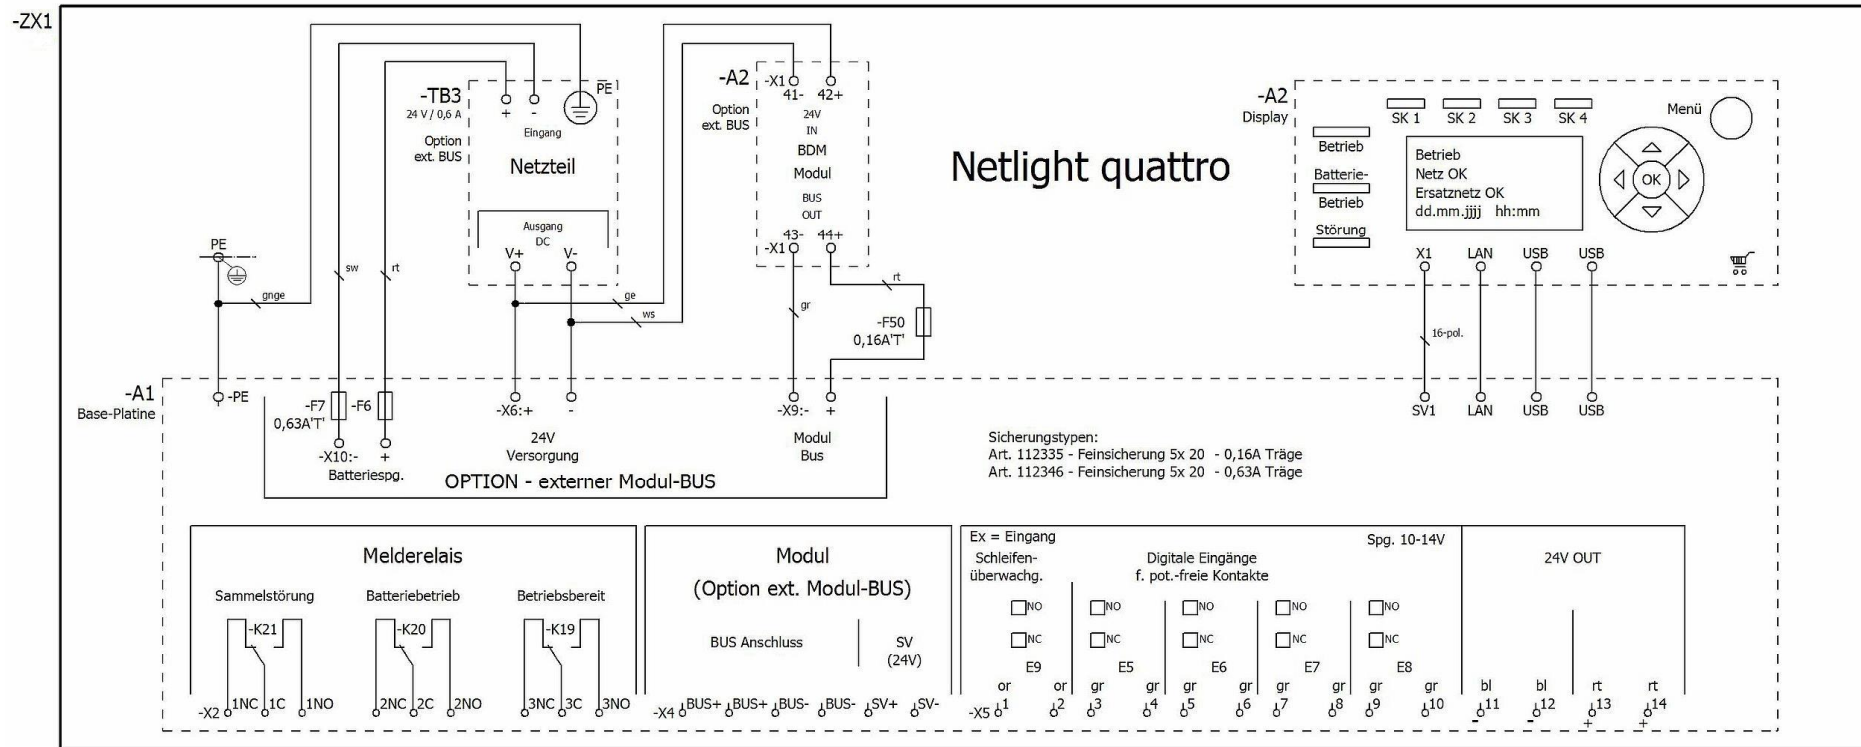 -ZX1
-TB3
24 V / 0,6 A
Option
ext. BUS
+ -
PE
Eingang
Netzteil
Ausgang
DC
V+ V-
-A2
Option
ext. BUS
-X1
41- 42+
24V
IN
BDM
Modul
BUS
OUT
43- 44+
-X1
Netlight quattro
-A2
Display
SK 1 SK 2 SK 3 SK 4
Menü
Betrieb
Batterie-
Betrieb
Störung
Betrieb
Netz OK
Ersatznetz OK
dd.mm.jjjj hh:mm
OK
X1 LAN USB USB
PE
gnge
sw
rt
ge
ws
gr
rt
-F50
0,16A'T'
16-pol.
-A1
Base-Platine
-PE
-F7
0,63A'T'
-F6
-X10:- +
Batteriespg.
-X6:+ -
24V
Versorgung
-X9:- +
Modul
Bus
OPTION - externer Modul-BUS
SV1 LAN USB USB
Sicherungstypen:
Art. 112335 - Feinsicherung 5x 20 - 0,16A Träge
Art. 112346 - Feinsicherung 5x 20 - 0,63A Träge
Melderelais
Sammelstörung Batteriebetrieb Betriebsbereit
-K21 -K20 -K19
-X2 1NC 1C 1NO 2NC 2C 2NO 3NC 3C 3NO
Modul
(Option ext. Modul-BUS)
BUS Anschluss
SV
(24V)
-X4 BUS+ BUS+ BUS- BUS- SV+ SV-
Ex = Eingang
Spg. 10-14V
Schleifen-
überwachg.
Digitale Eingänge
f. pot.-freie Kontakte
NO NO NO NO NO
NC NC NC NC NC
E9 E5 E6 E7 E8
or or gr gr gr gr gr gr gr gr
-X5 1 2 3 4 5 6 7 8 9 10
24V OUT
bl bl rt rt
11 12 13 14
- - + +